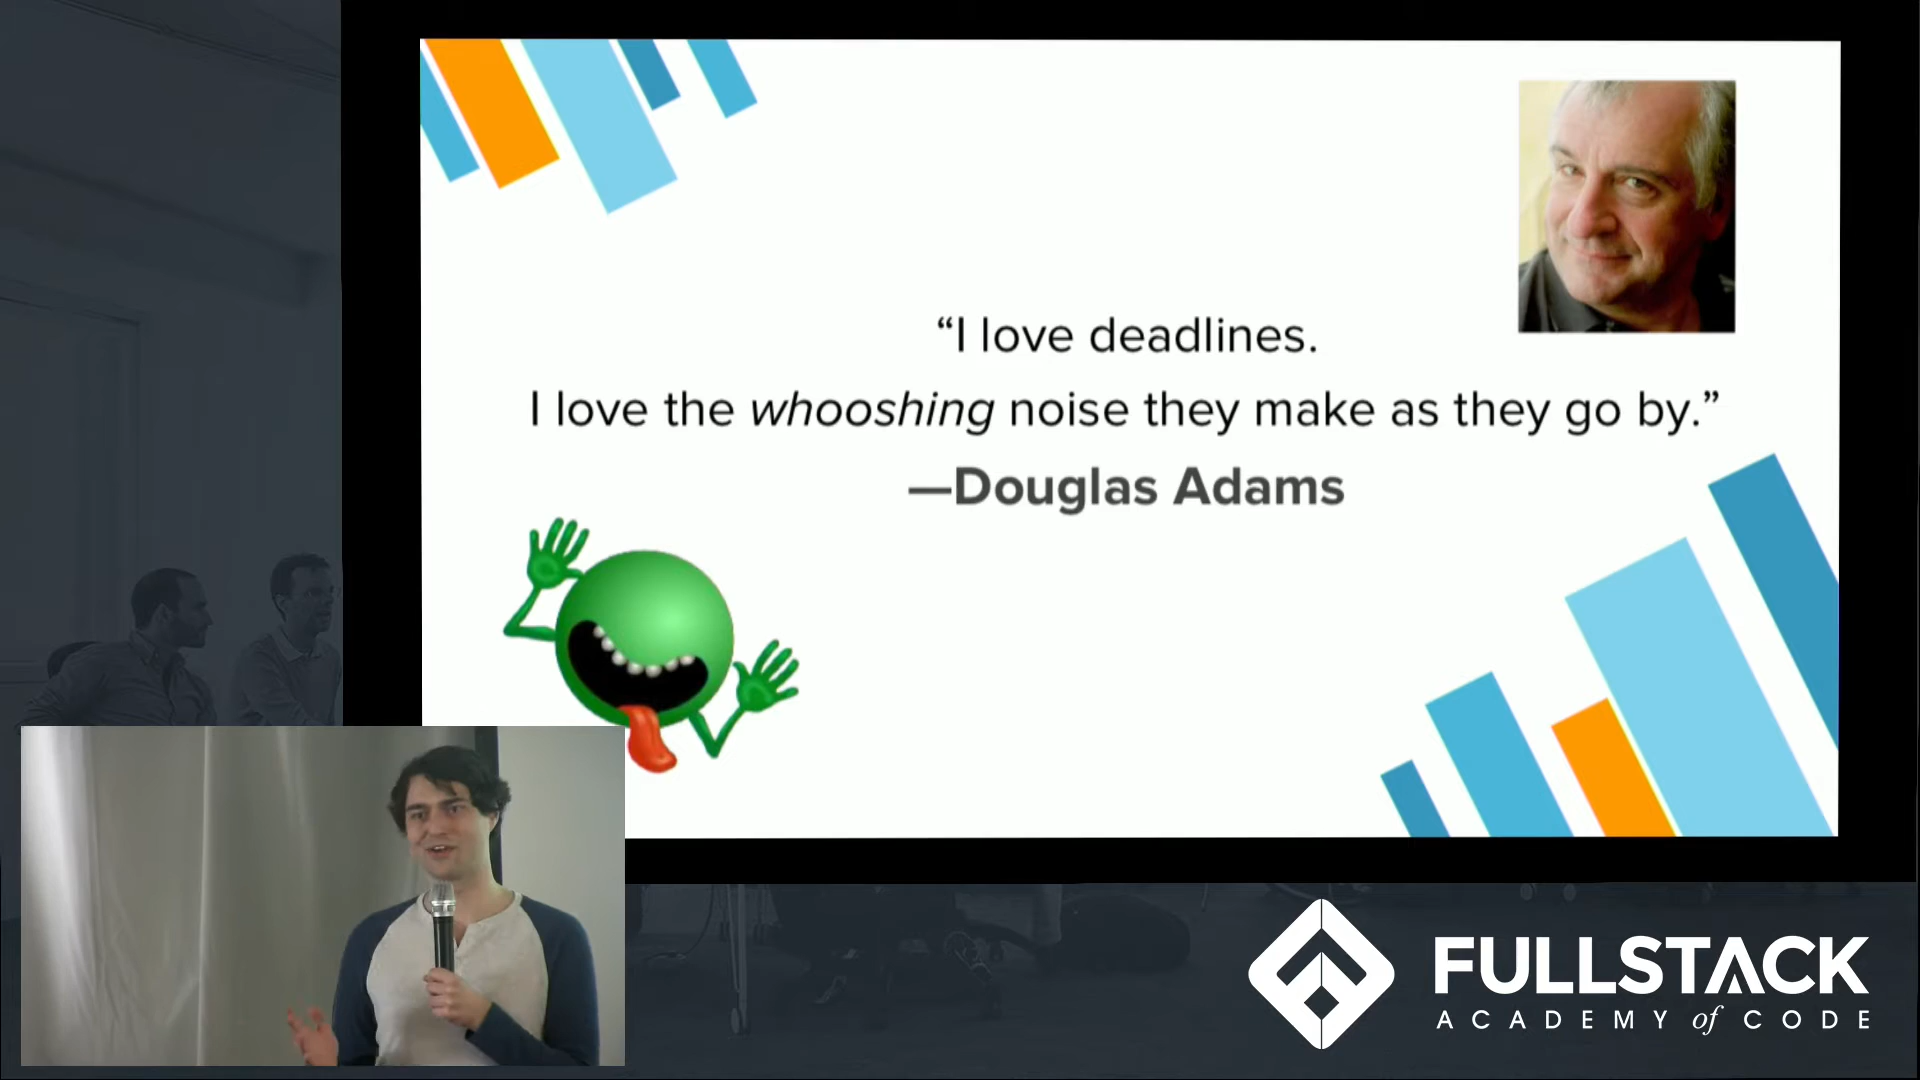 “I love deadlines.
I love the whooshing noise they make as they go by.”
—Douglas Adams
FULLSTACK
ACADEMY of CODE